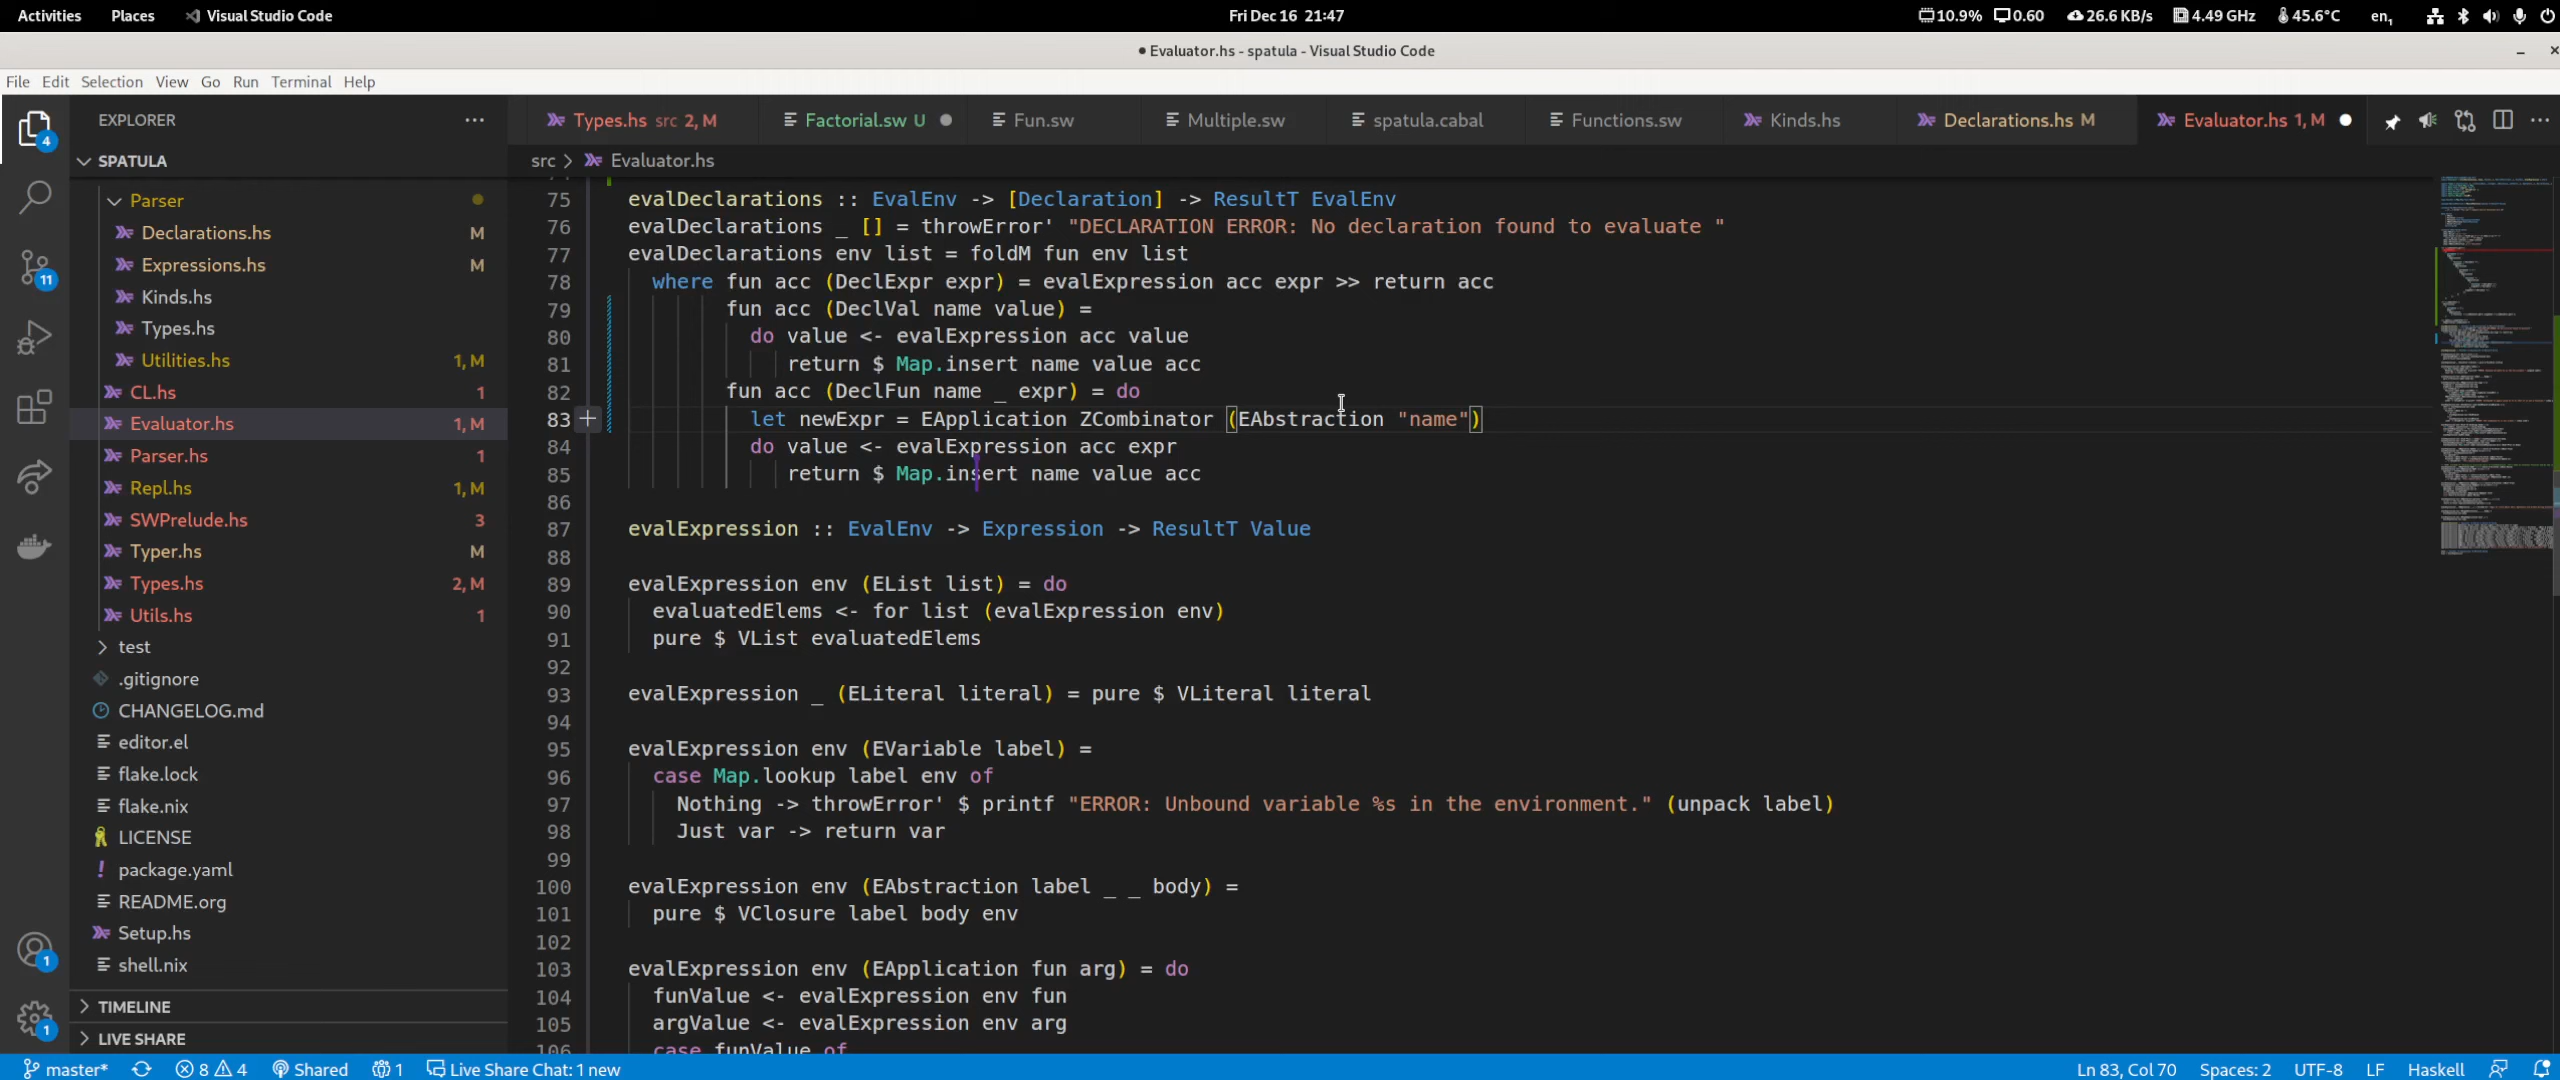 Activities Places Visual Studio Code Fri Dec 16 21:47 10.9% 0.60 26.6 KB/s 4.49 GHz 45.6°C en₁
● Evaluator.hs - spatula - Visual Studio Code
File Edit Selection View Go Run Terminal Help
EXPLORER
SPATULA
Parser
Declarations.hs M
Expressions.hs M
Kinds.hs
Types.hs
Utilities.hs 1, M
CL.hs 1
Evaluator.hs 1, M
Parser.hs 1
Repl.hs 1, M
SWPrelude.hs 3
Typer.hs M
Types.hs 2, M
Utils.hs 1
test
.gitignore
CHANGELOG.md
editor.el
flake.lock
flake.nix
LICENSE
package.yaml
README.org
Setup.hs
shell.nix
TIMELINE
LIVE SHARE
4
11
1
1
Types.hs src 2, M Factorial.sw U Fun.sw Multiple.sw spatula.cabal Functions.sw Kinds.hs Declarations.hs M Evaluator.hs 1, M
src > Evaluator.hs
75 evalDeclarations :: EvalEnv -> [Declaration] -> ResultT EvalEnv
76 evalDeclarations _ [] = throwError' "DECLARATION ERROR: No declaration found to evaluate "
77 evalDeclarations env list = foldM fun env list
78 where fun acc (DeclExpr expr) = evalExpression acc expr >> return acc
79 fun acc (DeclVal name value) =
80 do value <- evalExpression acc value
81 return $ Map.insert name value acc
82 fun acc (DeclFun name _ expr) = do
83 let newExpr = EApplication ZCombinator (EAbstraction "name")
84 do value <- evalExpression acc expr
85 return $ Map.insert name value acc
86
87 evalExpression :: EvalEnv -> Expression -> ResultT Value
88
89 evalExpression env (EList list) = do
90 evaluatedElems <- for list (evalExpression env)
91 pure $ VList evaluatedElems
92
93 evalExpression _ (ELiteral literal) = pure $ VLiteral literal
94
95 evalExpression env (EVariable label) =
96 case Map.lookup label env of
97 Nothing -> throwError' $ printf "ERROR: Unbound variable %s in the environment." (unpack label)
98 Just var -> return var
99
100 evalExpression env (EAbstraction label _ _ body) =
101 pure $ VClosure label body env
102
103 evalExpression env (EApplication fun arg) = do
104 funValue <- evalExpression env fun
105 argValue <- evalExpression env arg
106 case funValue of
master* 8 4 Shared 1 Live Share Chat: 1 new Ln 83, Col 70 Spaces: 2 UTF-8 LF Haskell